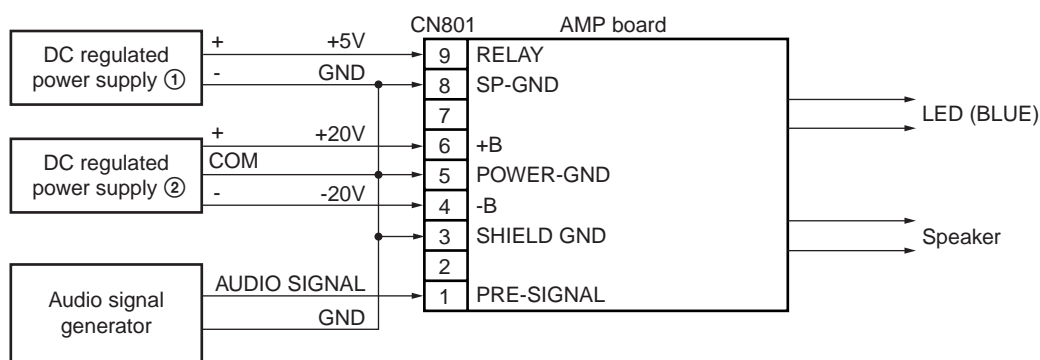 CN801
AMP board
DC regulated
power supply ①
+
+5V
-
GND
9
RELAY
8
SP-GND
7
DC regulated
power supply ②
+
+20V
COM
-
-20V
6
+B
5
POWER-GND
4
-B
3
SHIELD GND
2
Audio signal
generator
AUDIO SIGNAL
GND
1
PRE-SIGNAL
LED (BLUE)
Speaker